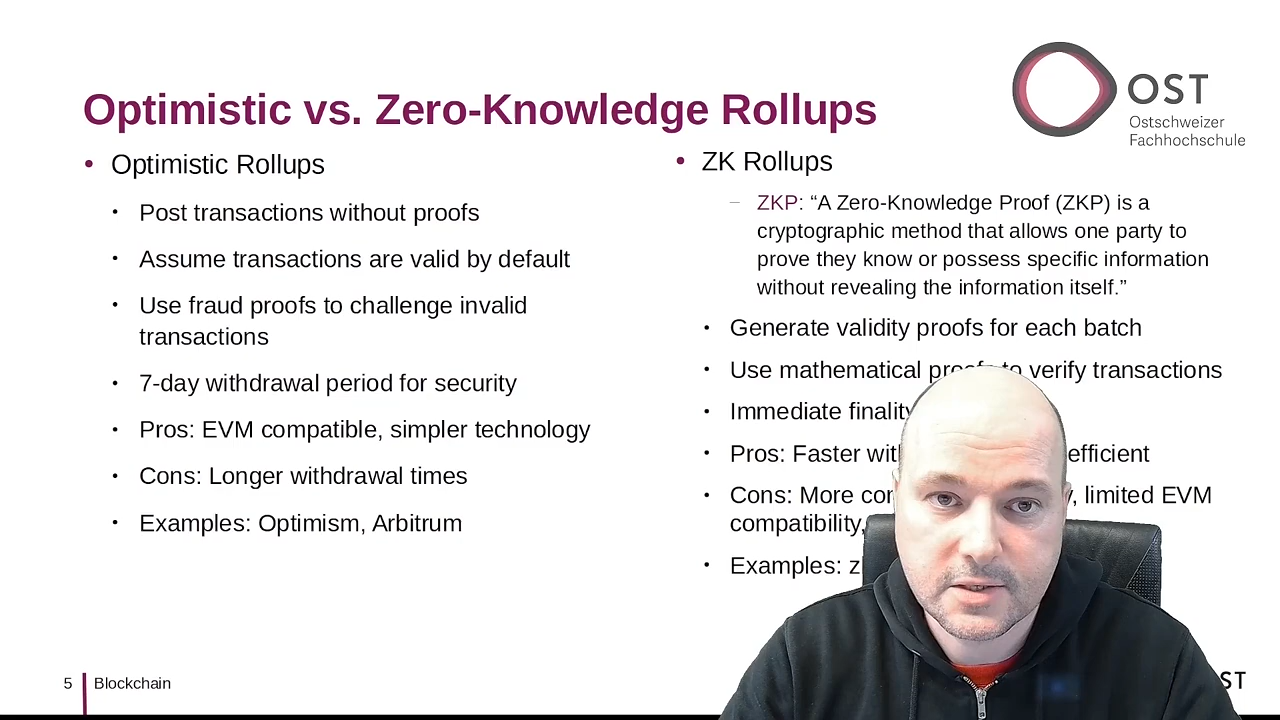 OST
Ostschweizer
Fachhochschule
Optimistic vs. Zero-Knowledge Rollups
• Optimistic Rollups
• Post transactions without proofs
• Assume transactions are valid by default
• Use fraud proofs to challenge invalid
transactions
• 7-day withdrawal period for security
• Pros: EVM compatible, simpler technology
• Cons: Longer withdrawal times
• Examples: Optimism, Arbitrum
• ZK Rollups
– ZKP: “A Zero-Knowledge Proof (ZKP) is a
cryptographic method that allows one party to
prove they know or possess specific information
without revealing the information itself.”
• Generate validity proofs for each batch
• Use mathematical proofs to verify transactions
• Immediate finality
• Pros: Faster efficient
• Cons: More limited EVM
compatibility,
• Examples:
5 Blockchain